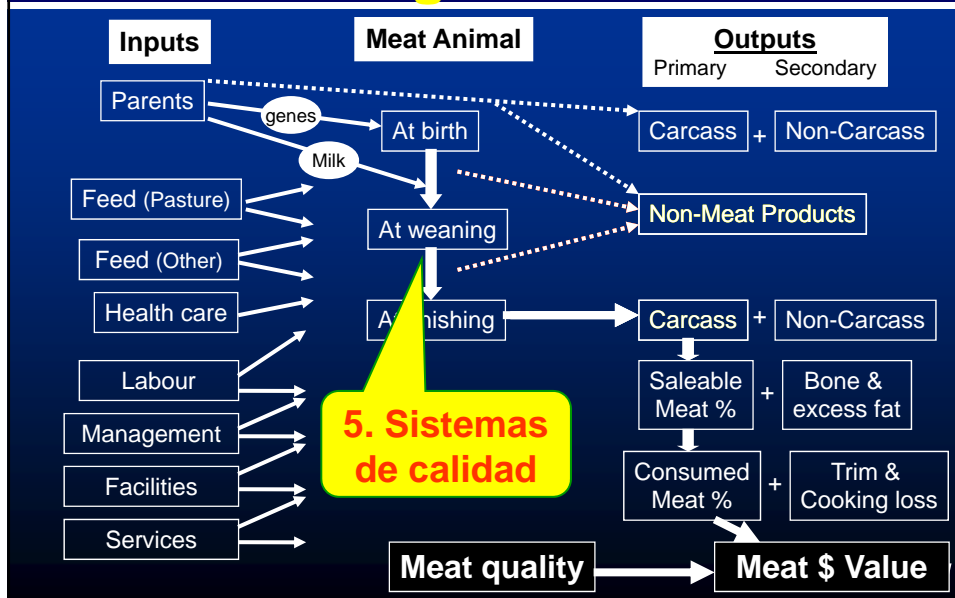 Inputs
Meat Animal
Outputs
Primary Secondary
Parents
genes
Milk
At birth
Carcass + Non-Carcass
Feed (Pasture)
Non-Meat Products
At weaning
Feed (Other)
Health care
Carcass + Non-Carcass
Labour
Saleable
Meat %
+
Bone &
excess fat
5. Sistemas
de calidad
Management
Facilities
Consumed
Meat %
+
Trim &
Cooking loss
Services
Meat quality
Meat $ Value